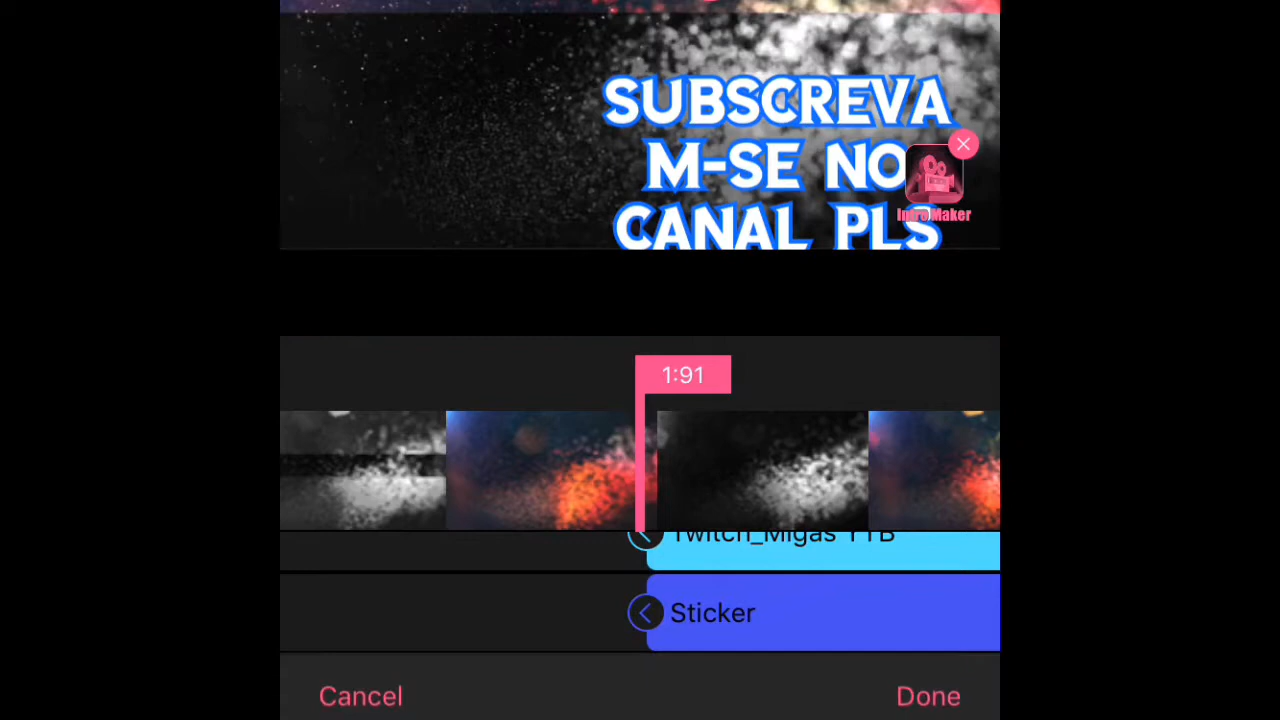 SUBSCREVA
M-SE NO
CANAL PLS
Intro Maker
1:91
Twitch_Migas YTB
Sticker
Cancel
Done